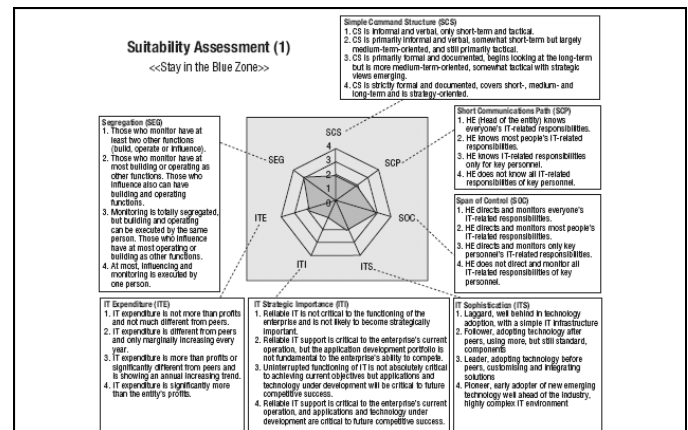 Suitability Assessment (1)
<<Stay in the Blue Zone>>
Simple Command Structure (SCS)
1. CS is informal and verbal, only short-term and tactical.
2. CS is primarily informal and verbal, somewhat short-term but largely
medium-term-oriented, and still primarily tactical.
3. CS is primarily formal and documented, begins looking at the long-term
but is more medium-term-oriented, somewhat tactical with strategic
views emerging.
4. CS is strictly formal and documented, covers short-, medium- and
long-term and is strategy-oriented.
Segregation (SEG)
1. Those who monitor have at
least two other functions
(build, operate or influence).
2. Those who monitor have at
most building or operating as
other functions. Those who
influence also can have
building and operating
functions.
3. Monitoring is totally segregated,
but building and operating
can be executed by the same
person. Those who influence
have at most operating or
building as other functions.
4. At most, influencing and
monitoring is executed by
one person.
SCS
SCP
SOC
ITS
ITI
ITE
SEG
4
3
2
1
0
Short Communications Path (SCP)
1. HE (Head of the entity) knows
everyone's IT-related responsibilities.
2. HE knows most people's IT-related
responsibilities.
3. HE knows IT-related responsibilities
only for key personnel.
4. HE does not know all IT-related
responsibilities of key personnel.
Span of Control (SOC)
1. HE directs and monitors everyone's
IT-related responsibilities.
2. HE directs and monitors most people's
IT-related responsibilities.
3. HE directs and monitors only key
personnel's IT-related responsibilities.
4. HE does not direct and monitor all
IT-related responsibilities of key
personnel.
IT Expenditure (ITE)
1. IT expenditure is not more than profits
and not much different from peers.
2. IT expenditure is different from peers
and only marginally increasing every
year.
3. IT expenditure is more than profits or
significantly different from peers and
is showing an annual increasing trend.
4. IT expenditure is significantly more
than the entity's profits.
IT Strategic Importance (ITI)
1. Reliable IT is not critical to the functioning of the
enterprise and is not likely to become strategically
important.
2. Reliable IT support is critical to the enterprise's current
operation, but the application development portfolio is
not fundamental to the enterprise's ability to compete.
3. Uninterrupted functioning of IT is not absolutely critical
to achieving current objectives but applications and
technology under development will be critical to future
competitive success.
4. Reliable IT support is critical to the enterprise's current
operation, and applications and technology under
development are critical to future competitive success.
IT Sophistication (ITS)
1. Laggard, well behind in technology
adoption, with a simple IT infrastructure
2. Follower, adopting technology after
peers, using more, but still standard,
components
3. Leader, adopting technology before
peers, customising and integrating
solutions
4. Pioneer, early adopter of new emerging
technology well ahead of the industry,
highly complex IT environment